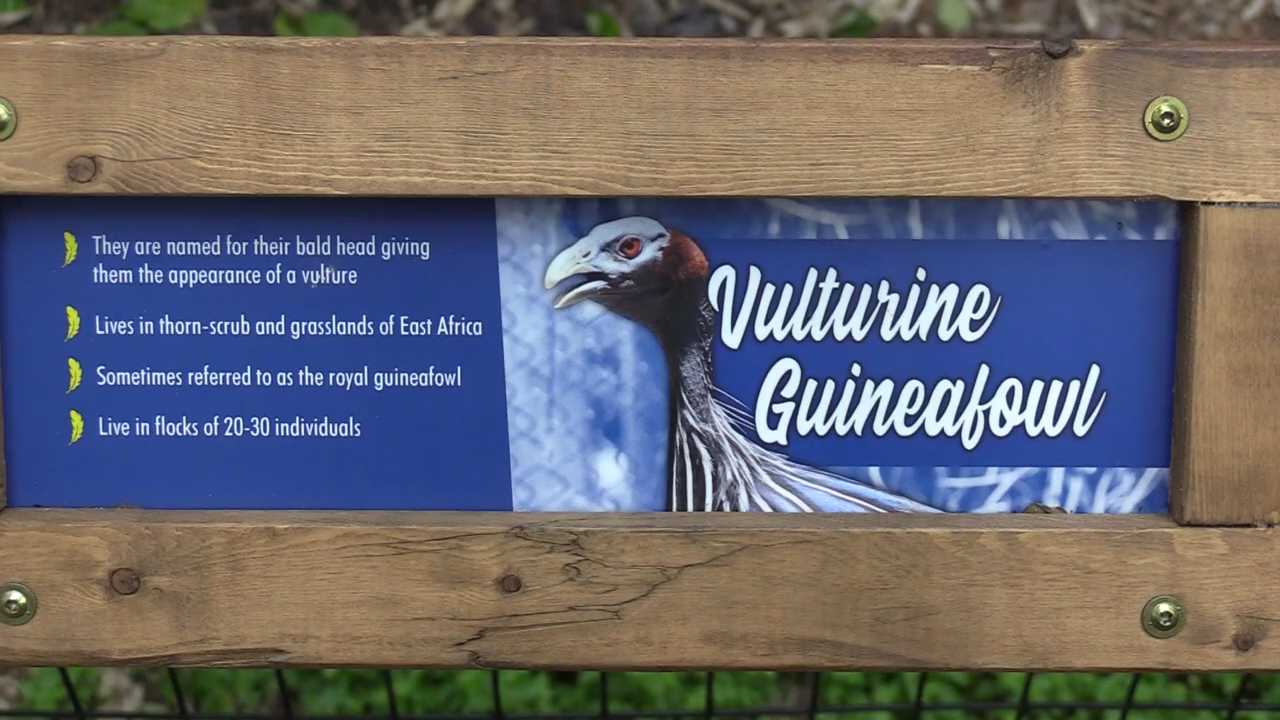 They are named for their bald head giving
them the appearance of a vulture
Lives in thorn-scrub and grasslands of East Africa
Sometimes referred to as the royal guineafowl
Live in flocks of 20-30 individuals
Vulturine
Guineafowl